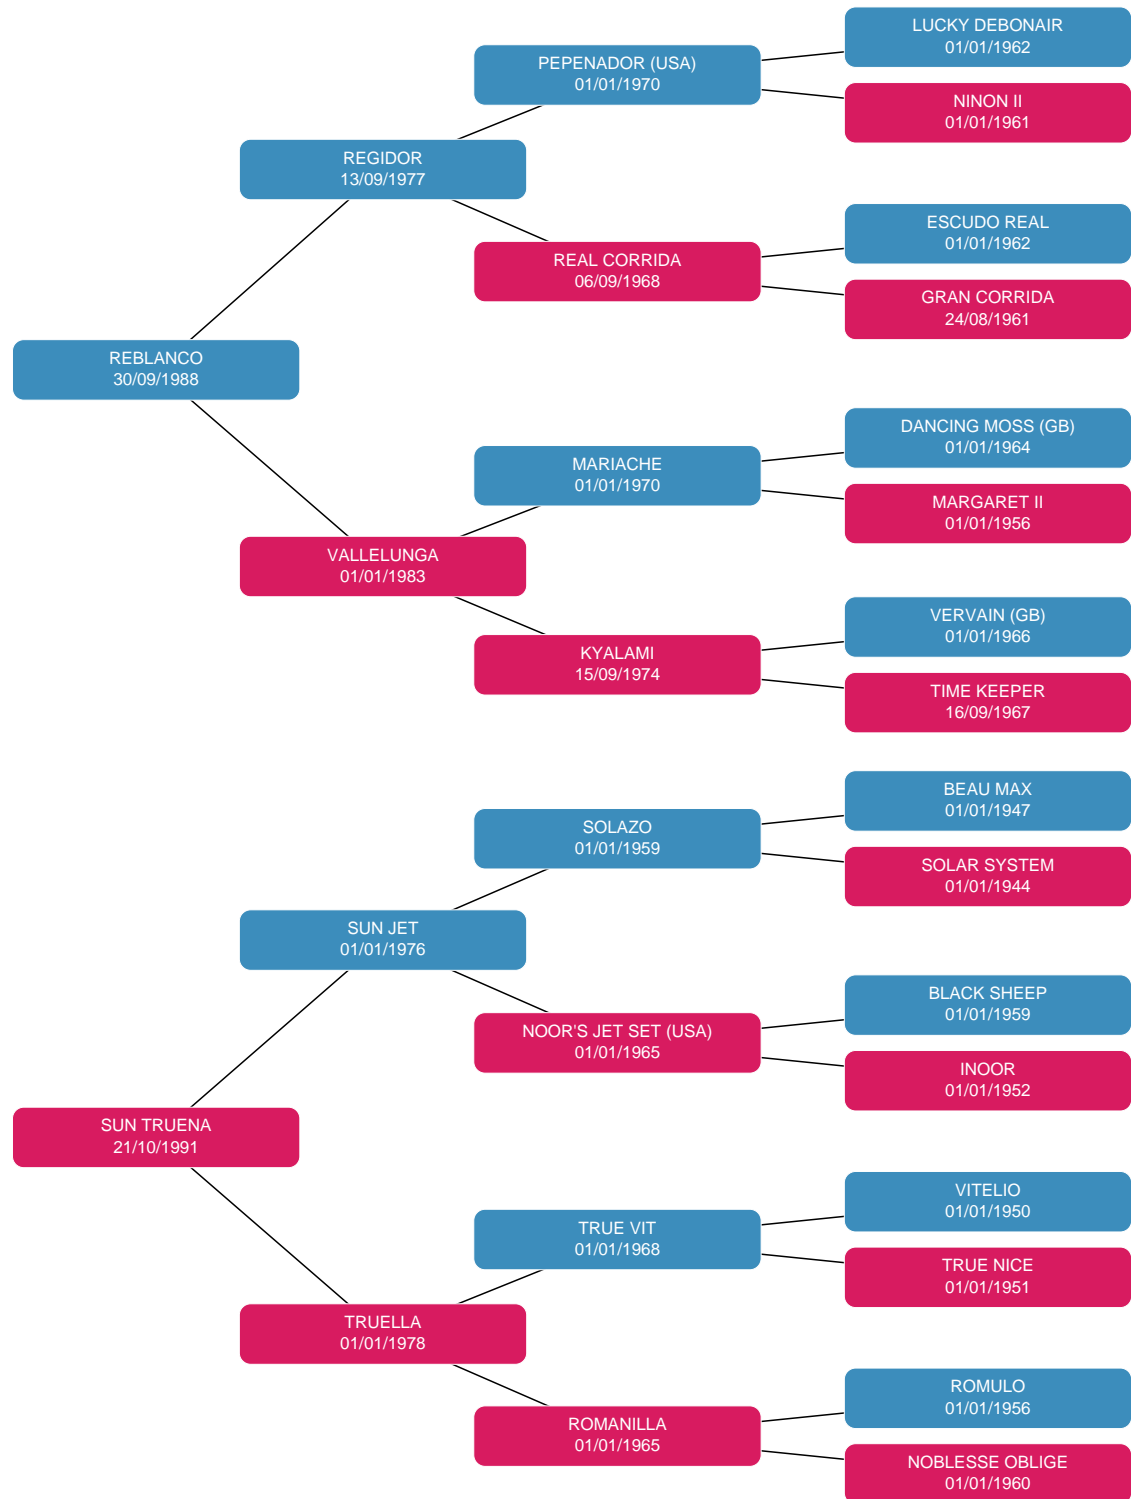 LUCKY DEBONAIR
01/01/1962
PEPENADOR (USA)
01/01/1970
NINON II
01/01/1961
REGIDOR
13/09/1977
ESCUDO REAL
01/01/1962
REAL CORRIDA
06/09/1968
GRAN CORRIDA
24/08/1961
REBLANCO
30/09/1988
DANCING MOSS (GB)
01/01/1964
MARIACHE
01/01/1970
MARGARET II
01/01/1956
VALLELUNGA
01/01/1983
VERVAIN (GB)
01/01/1966
KYALAMI
15/09/1974
TIME KEEPER
16/09/1967
BEAU MAX
01/01/1947
SOLAZO
01/01/1959
SOLAR SYSTEM
01/01/1944
SUN JET
01/01/1976
BLACK SHEEP
01/01/1959
NOOR'S JET SET (USA)
01/01/1965
INOOR
01/01/1952
SUN TRUENA
21/10/1991
VITELIO
01/01/1950
TRUE VIT
01/01/1968
TRUE NICE
01/01/1951
TRUELLA
01/01/1978
ROMULO
01/01/1956
ROMANILLA
01/01/1965
NOBLESSE OBLIGE
01/01/1960